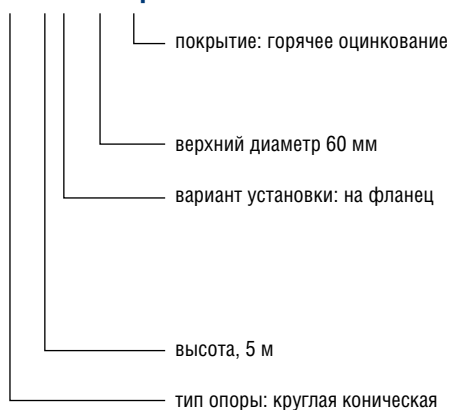 покрытие: горячее оцинкование
верхний диаметр 60 мм
вариант установки: на фланец
высота, 5 м
тип опоры: круглая коническая